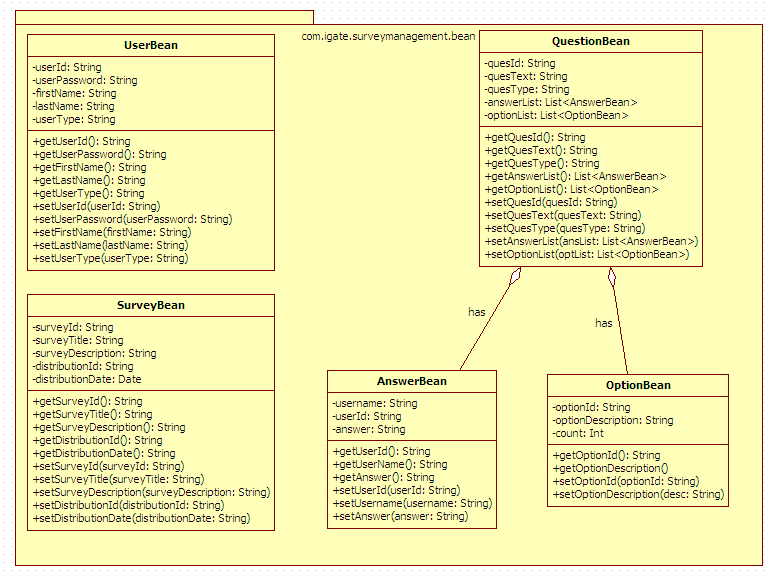 com.igate.surveymanagement.bean
UserBean
-userId: String
-userPassword: String
-firstName: String
-lastName: String
-userType: String
+getUserId(): String
+getUserPassword(): String
+getFirstName(): String
+getLastName(): String
+getUserType(): String
+setUserId(userId: String)
+setUserPassword(userPassword: String)
+setFirstName(firstName: String)
+setLastName(lastName: String)
+setUserType(userType: String)
QuestionBean
-quesId: String
-quesText: String
-quesType: String
-answerList: List<AnswerBean>
-optionList: List<OptionBean>
+getQuesId(): String
+getQuesText(): String
+getQuesType(): String
+getAnswerList(): List<AnswerBean>
+getOptionList(): List<OptionBean>
+setQuesId(quesId: String)
+setQuesText(quesText: String)
+setQuesType(quesType: String)
+setAnswerList(ansList: List<AnswerBean>)
+setOptionList(optList: List<OptionBean>)
SurveyBean
-surveyId: String
-surveyTitle: String
-surveyDescription: String
-distributionId: String
-distributionDate: Date
+getSurveyId(): String
+getSurveyTitle(): String
+getSurveyDescription(): String
+getDistributionId(): String
+getDistributionDate(): String
+setSurveyId(surveyId: String)
+setSurveyTitle(surveyTitle: String)
+setSurveyDescription(surveyDescription: String)
+setDistributionId(distributionId: String)
+setDistributionDate(distributionDate: String)
has
has
AnswerBean
-username: String
-userId: String
-answer: String
+getUserId(): String
+getUserName(): String
+getAnswer(): String
+setUserId(userId: String)
+setUsername(username: String)
+setAnswer(answer: String)
OptionBean
-optionId: String
-optionDescription: String
-count: Int
+getOptionId(): String
+getOptionDescription()
+setOptionId(optionId: String)
+setOptionDescription(desc: String)